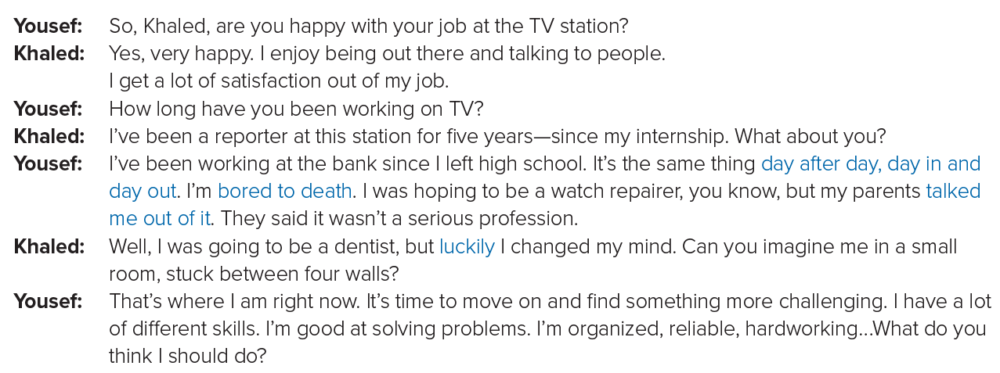 Yousef: So, Khaled, are you happy with your job at the TV station?
Khaled: Yes, very happy. I enjoy being out there and talking to people.
I get a lot of satisfaction out of my job.
Yousef: How long have you been working on TV?
Khaled: I’ve been a reporter at this station for five years—since my internship. What about you?
Yousef: I’ve been working at the bank since I left high school. It’s the same thing day after day, day in and
day out. I’m bored to death. I was hoping to be a watch repairer, you know, but my parents talked
me out of it. They said it wasn’t a serious profession.
Khaled: Well, I was going to be a dentist, but luckily I changed my mind. Can you imagine me in a small
room, stuck between four walls?
Yousef: That’s where I am right now. It’s time to move on and find something more challenging. I have a lot
of different skills. I’m good at solving problems. I’m organized, reliable, hardworking...What do you
think I should do?